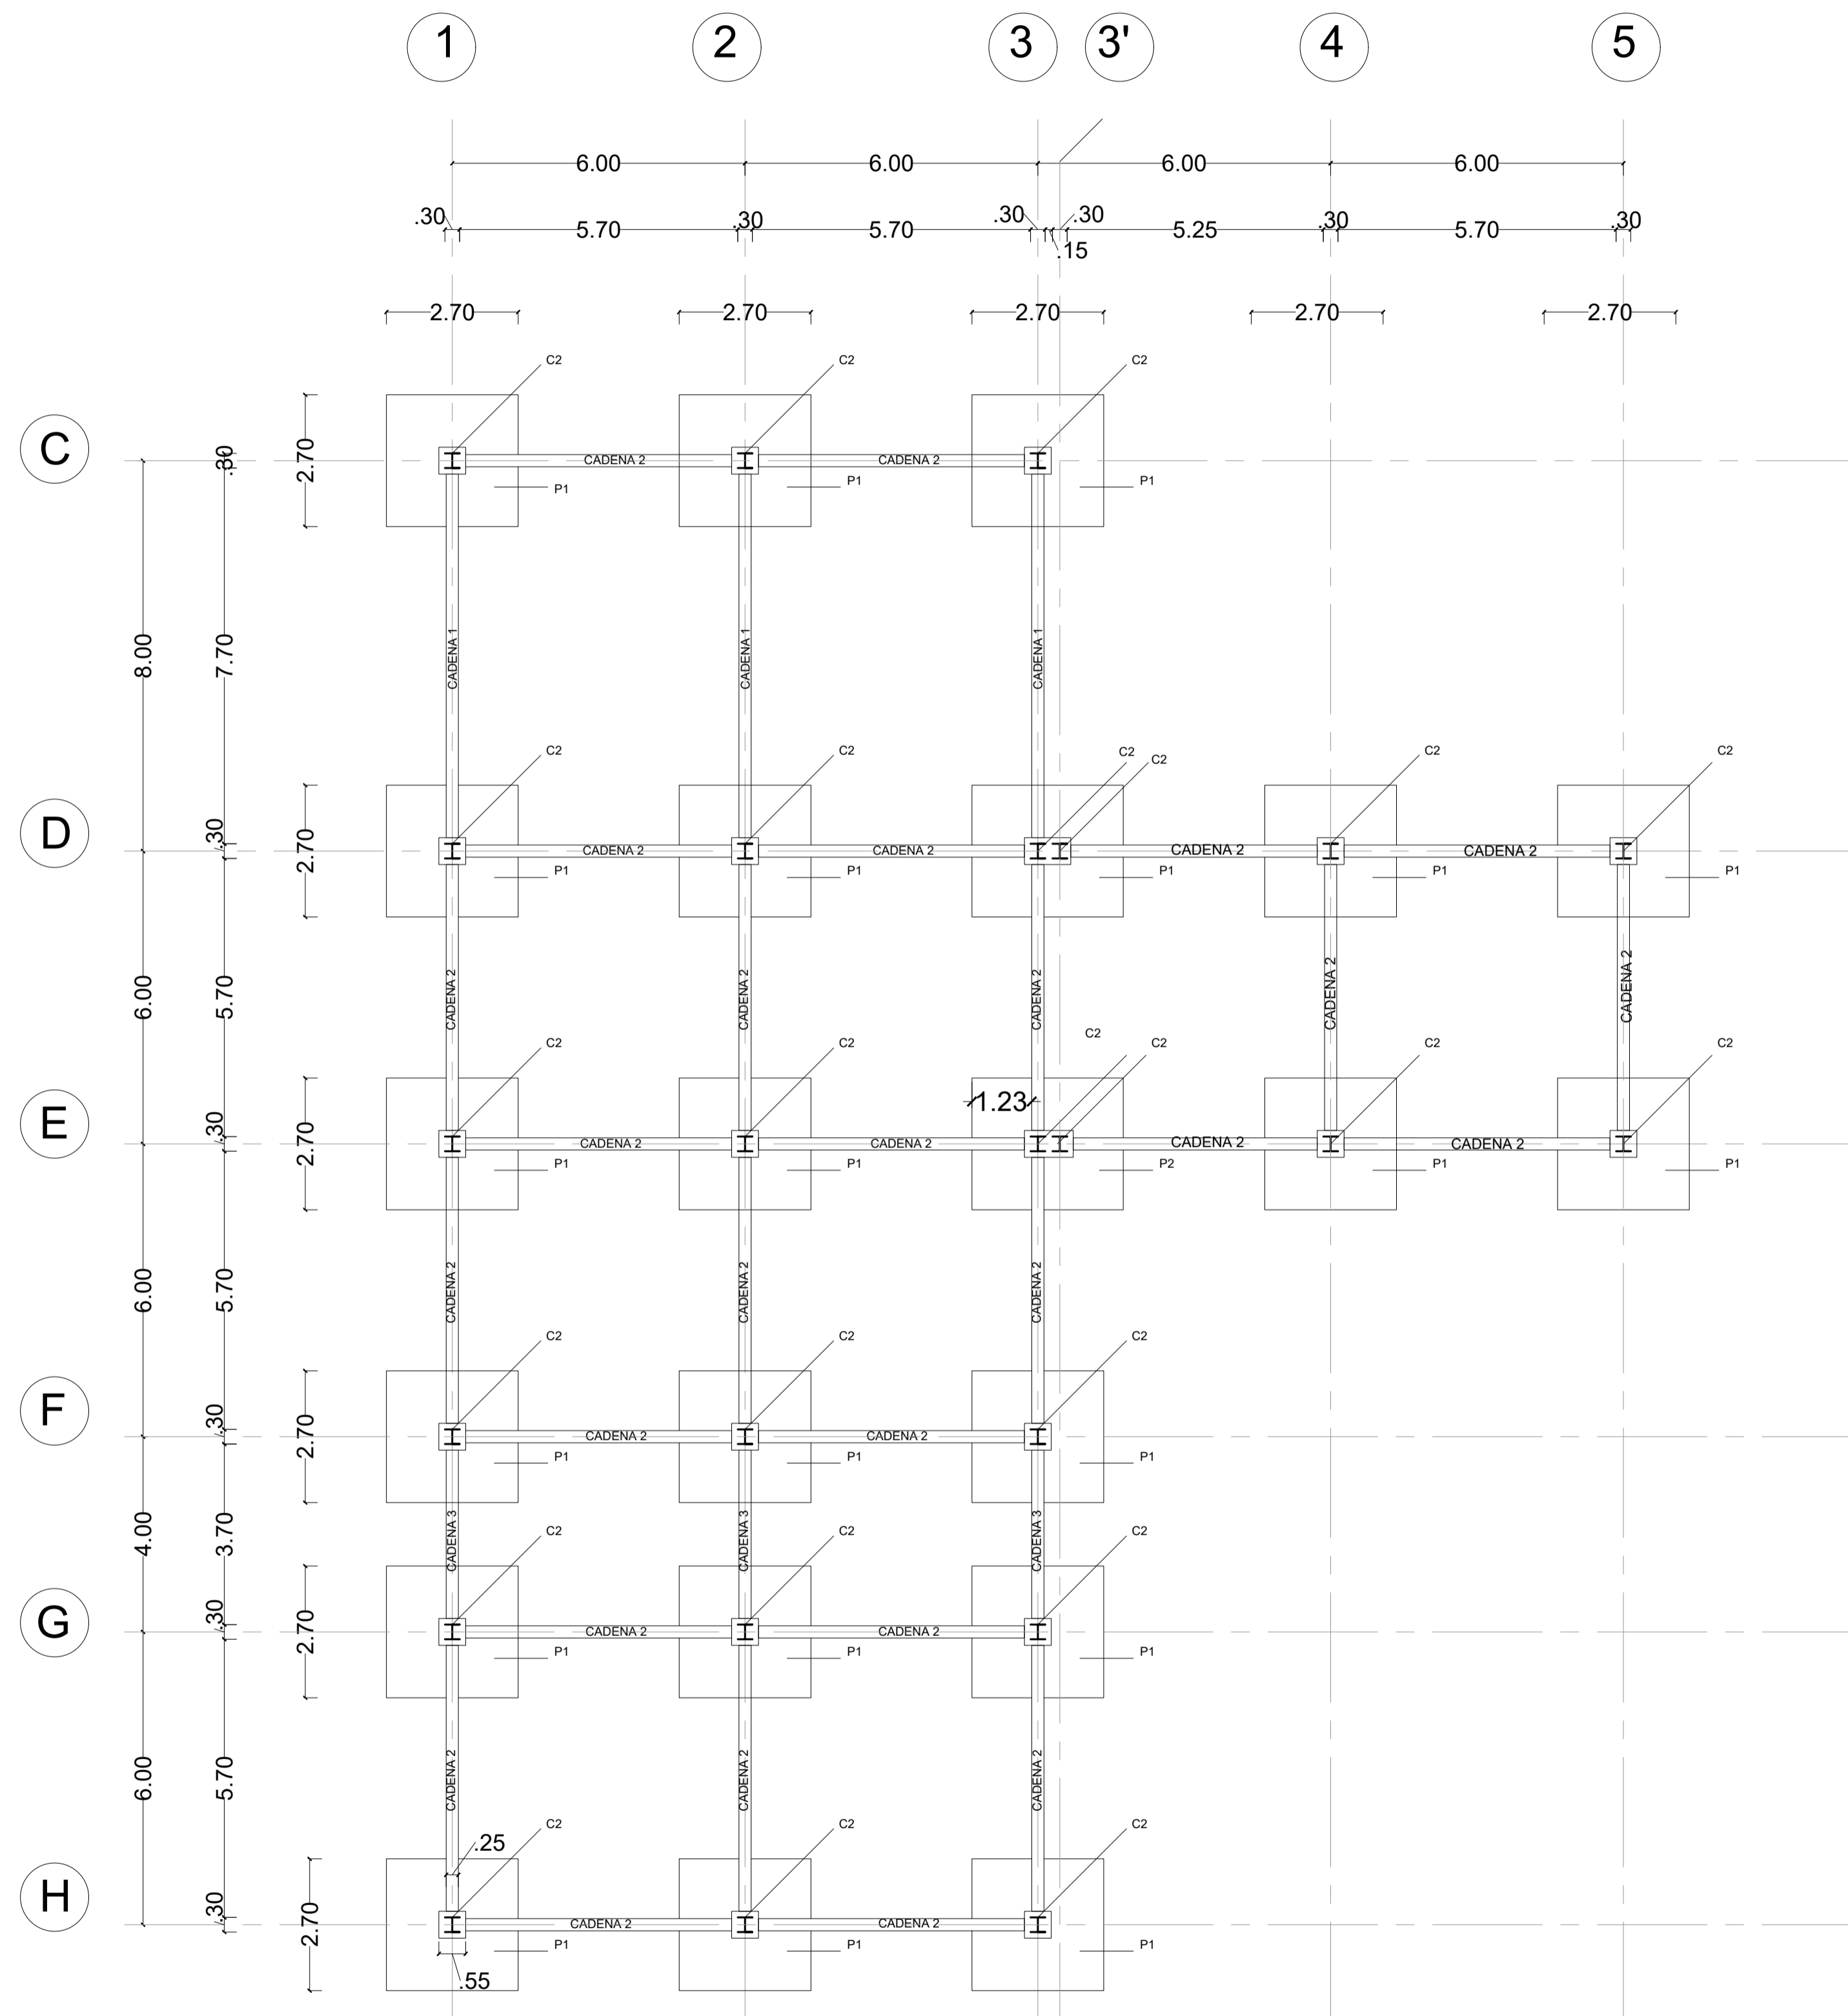 1 2 3 3' 4 5
6.00 6.00 6.00 6.00
.30 .30 .30 .30 .30 .30
5.70 5.70 5.25 5.70
.15
2.70 2.70 2.70 2.70 2.70
C2 C2 C2
C .30 2.70 CADENA 2 CADENA 2
P1 P1 P1
8.00 7.70 CADENA 1 CADENA 1 CADENA 1
C2 C2 C2 C2 C2 C2
D .30 2.70 CADENA 2 CADENA 2 CADENA 2 CADENA 2
P1 P1 P1 P1 P1
6.00 5.70 CADENA 2 CADENA 2 CADENA 2 CADENA 2 CADENA 2
C2 C2 C2 C2 C2 C2
1.23
E .30 2.70 CADENA 2 CADENA 2 CADENA 2 CADENA 2
P1 P1 P2 P1 P1
6.00 5.70 CADENA 2 CADENA 2 CADENA 2
C2 C2 C2
F .30 2.70 CADENA 2 CADENA 2
P1 P1 P1
4.00 3.70 CADENA 3 CADENA 3 CADENA 3
C2 C2 C2
G .30 2.70 CADENA 2 CADENA 2
P1 P1 P1
6.00 5.70 CADENA 2 CADENA 2 CADENA 2
C2 C2 C2
.25
H .30 2.70 CADENA 2 CADENA 2
P1 P1 P1
.55